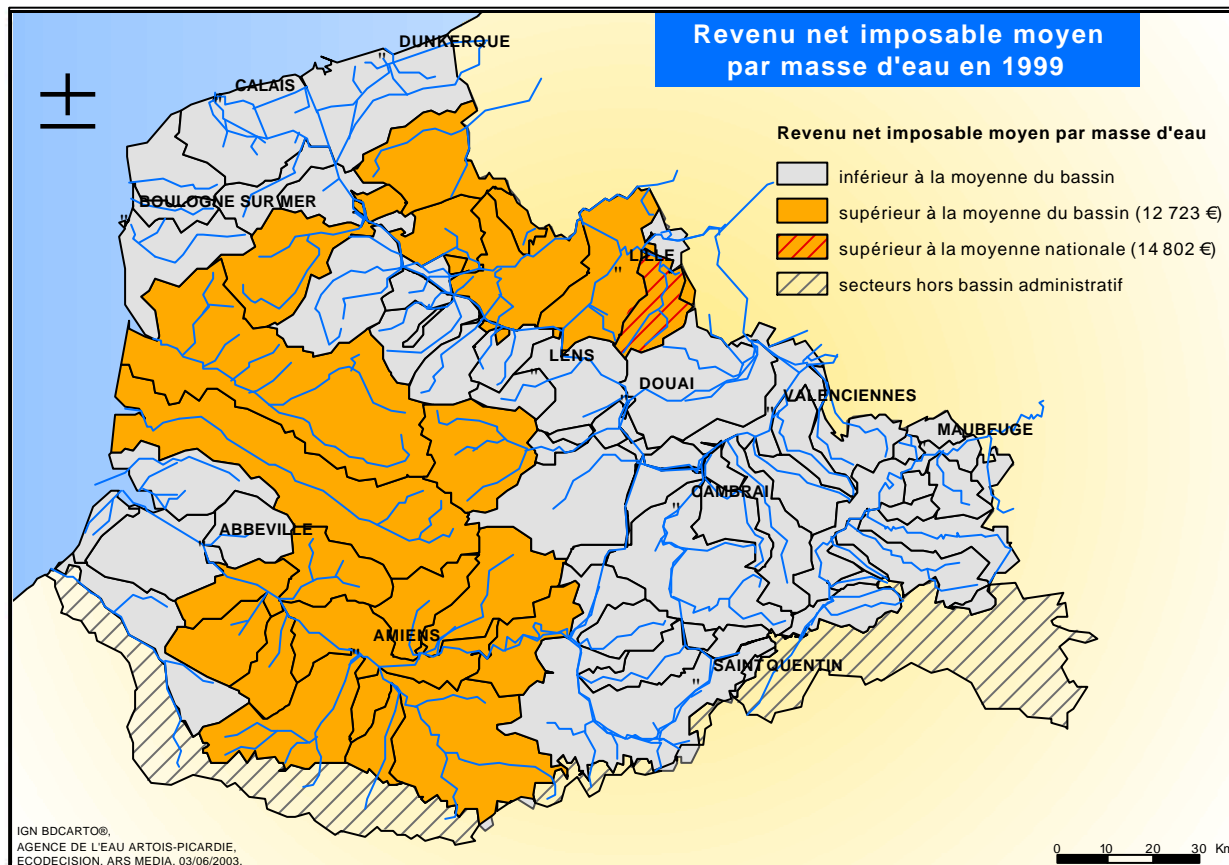 Revenu net imposable moyen
par masse d'eau en 1999
DUNKERQUE
CALAIS
Revenu net imposable moyen par masse d'eau
inférieur à la moyenne du bassin
BOULOGNE SUR MER
supérieur à la moyenne du bassin (12 723 €)
LILLE
supérieur à la moyenne nationale (14 802 €)
secteurs hors bassin administratif
LENS
DOUAI
VALENCIENNES
MAUBEUGE
CAMBRAI
ABBEVILLE
AMIENS
SAINT QUENTIN
IGN BDCARTO®,
AGENCE DE L'EAU ARTOIS-PICARDIE,
ECODECISION, ARS MEDIA, 03/06/2003.
0 10 20 30 Km